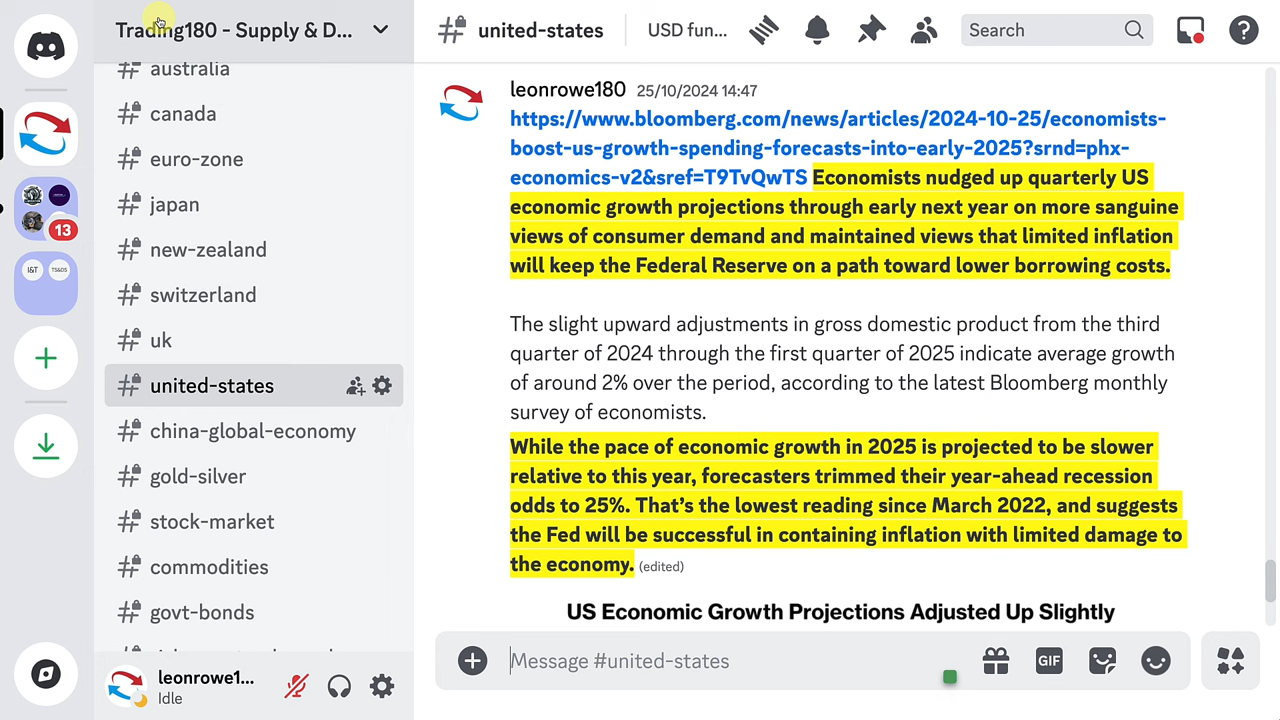 Trading180 - Supply & D...
australia
canada
euro-zone
japan
new-zealand
switzerland
uk
united-states
china-global-economy
gold-silver
stock-market
commodities
govt-bonds
13
I&T
TS&DS
leonrowe1...
Idle
united-states
USD fun...
Search
leonrowe180 25/10/2024 14:47
https://www.bloomberg.com/news/articles/2024-10-25/economists-
boost-us-growth-spending-forecasts-into-early-2025?srnd=phx-
economics-v2&sref=T9TvQwTS Economists nudged up quarterly US
economic growth projections through early next year on more sanguine
views of consumer demand and maintained views that limited inflation
will keep the Federal Reserve on a path toward lower borrowing costs.
The slight upward adjustments in gross domestic product from the third
quarter of 2024 through the first quarter of 2025 indicate average growth
of around 2% over the period, according to the latest Bloomberg monthly
survey of economists.
While the pace of economic growth in 2025 is projected to be slower
relative to this year, forecasters trimmed their year-ahead recession
odds to 25%. That's the lowest reading since March 2022, and suggests
the Fed will be successful in containing inflation with limited damage to
the economy. (edited)
US Economic Growth Projections Adjusted Up Slightly
Message #united-states
GIF